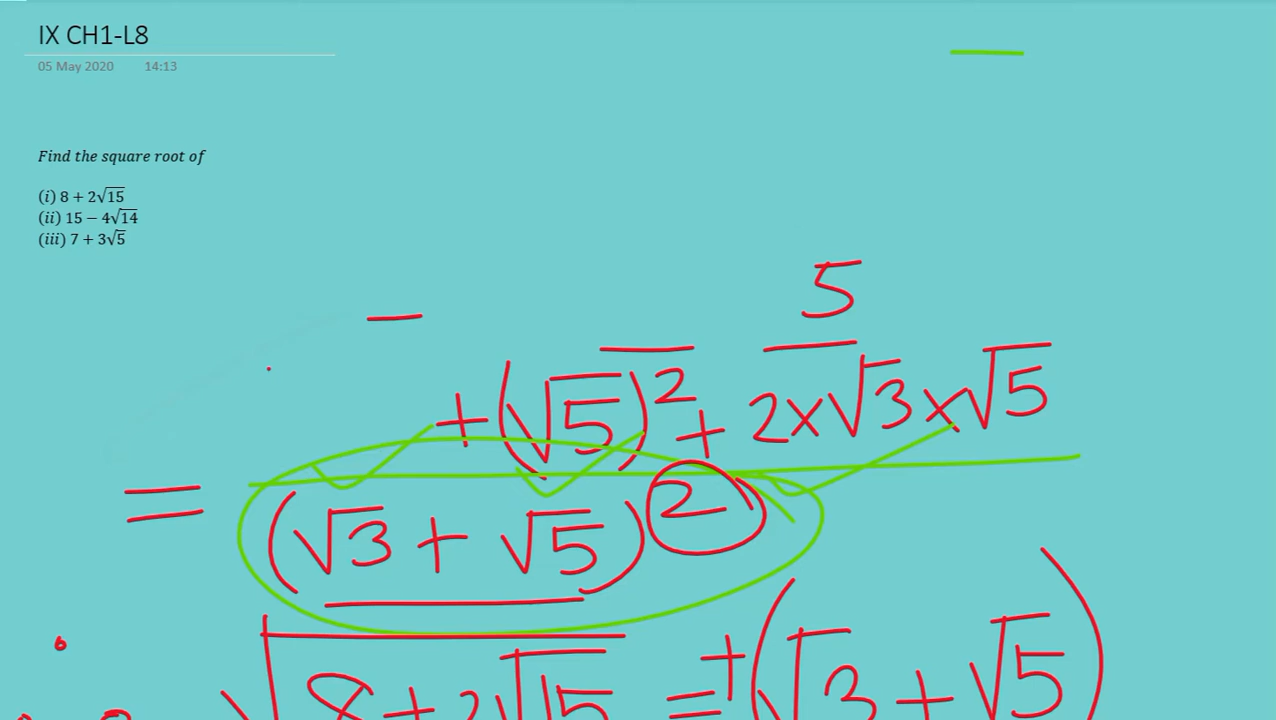 IX CH1-L8
05 May 2020 14:13
Find the square root of
(i) 8 + 2√15
(ii) 15 − 4√14
(iii) 7 + 3√5
5
+ (√5)² + 2×√3×√5
= (√3 + √5)²
√8 + 2√15 = ± (√3 + √5)